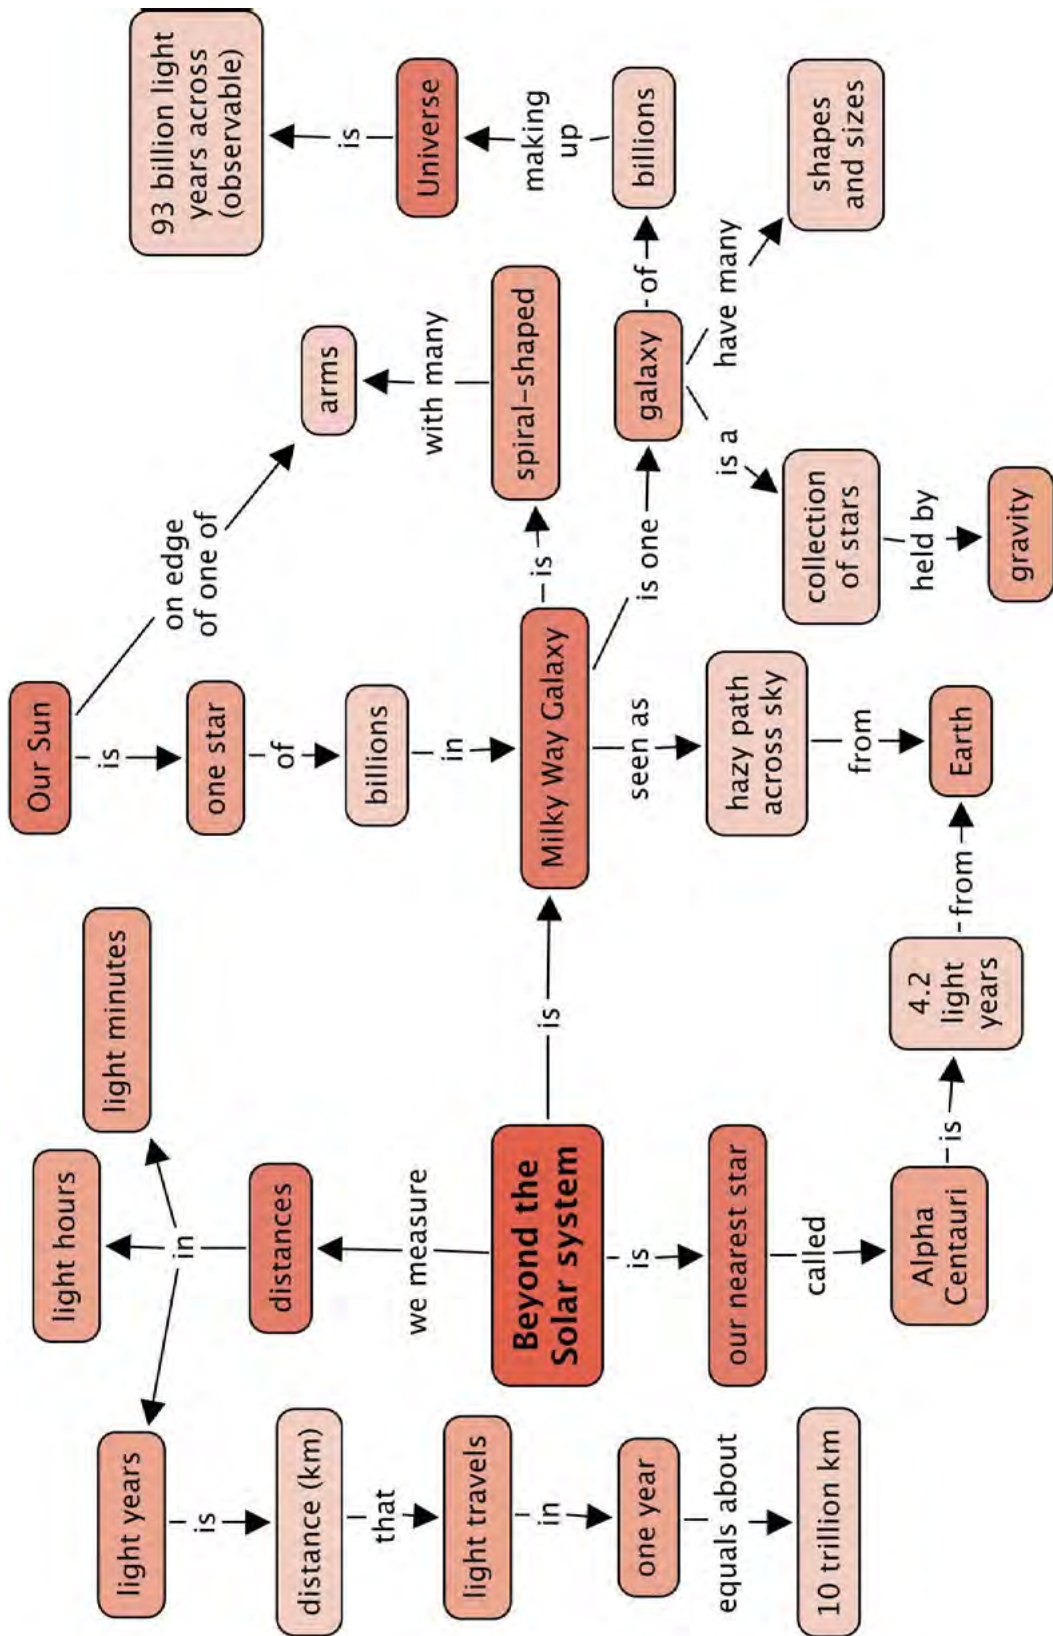 light years
is
distance (km)
that
light travels
in
one year
equals about
10 trillion km
light hours
light minutes
in
distances
we measure
Beyond the
Solar system
is
our nearest star
called
Alpha
Centauri
is
4.2
light
years
from
is
Our Sun
is
one star
of
billions
in
Milky Way Galaxy
seen as
hazy path
across sky
from
Earth
on edge
of one of
arms
with many
spiral-shaped
is
is one
galaxy
is a
collection
of stars
held by
gravity
have many
shapes
and sizes
of
billions
making
up
Universe
is
93 billion light
years across
(observable)